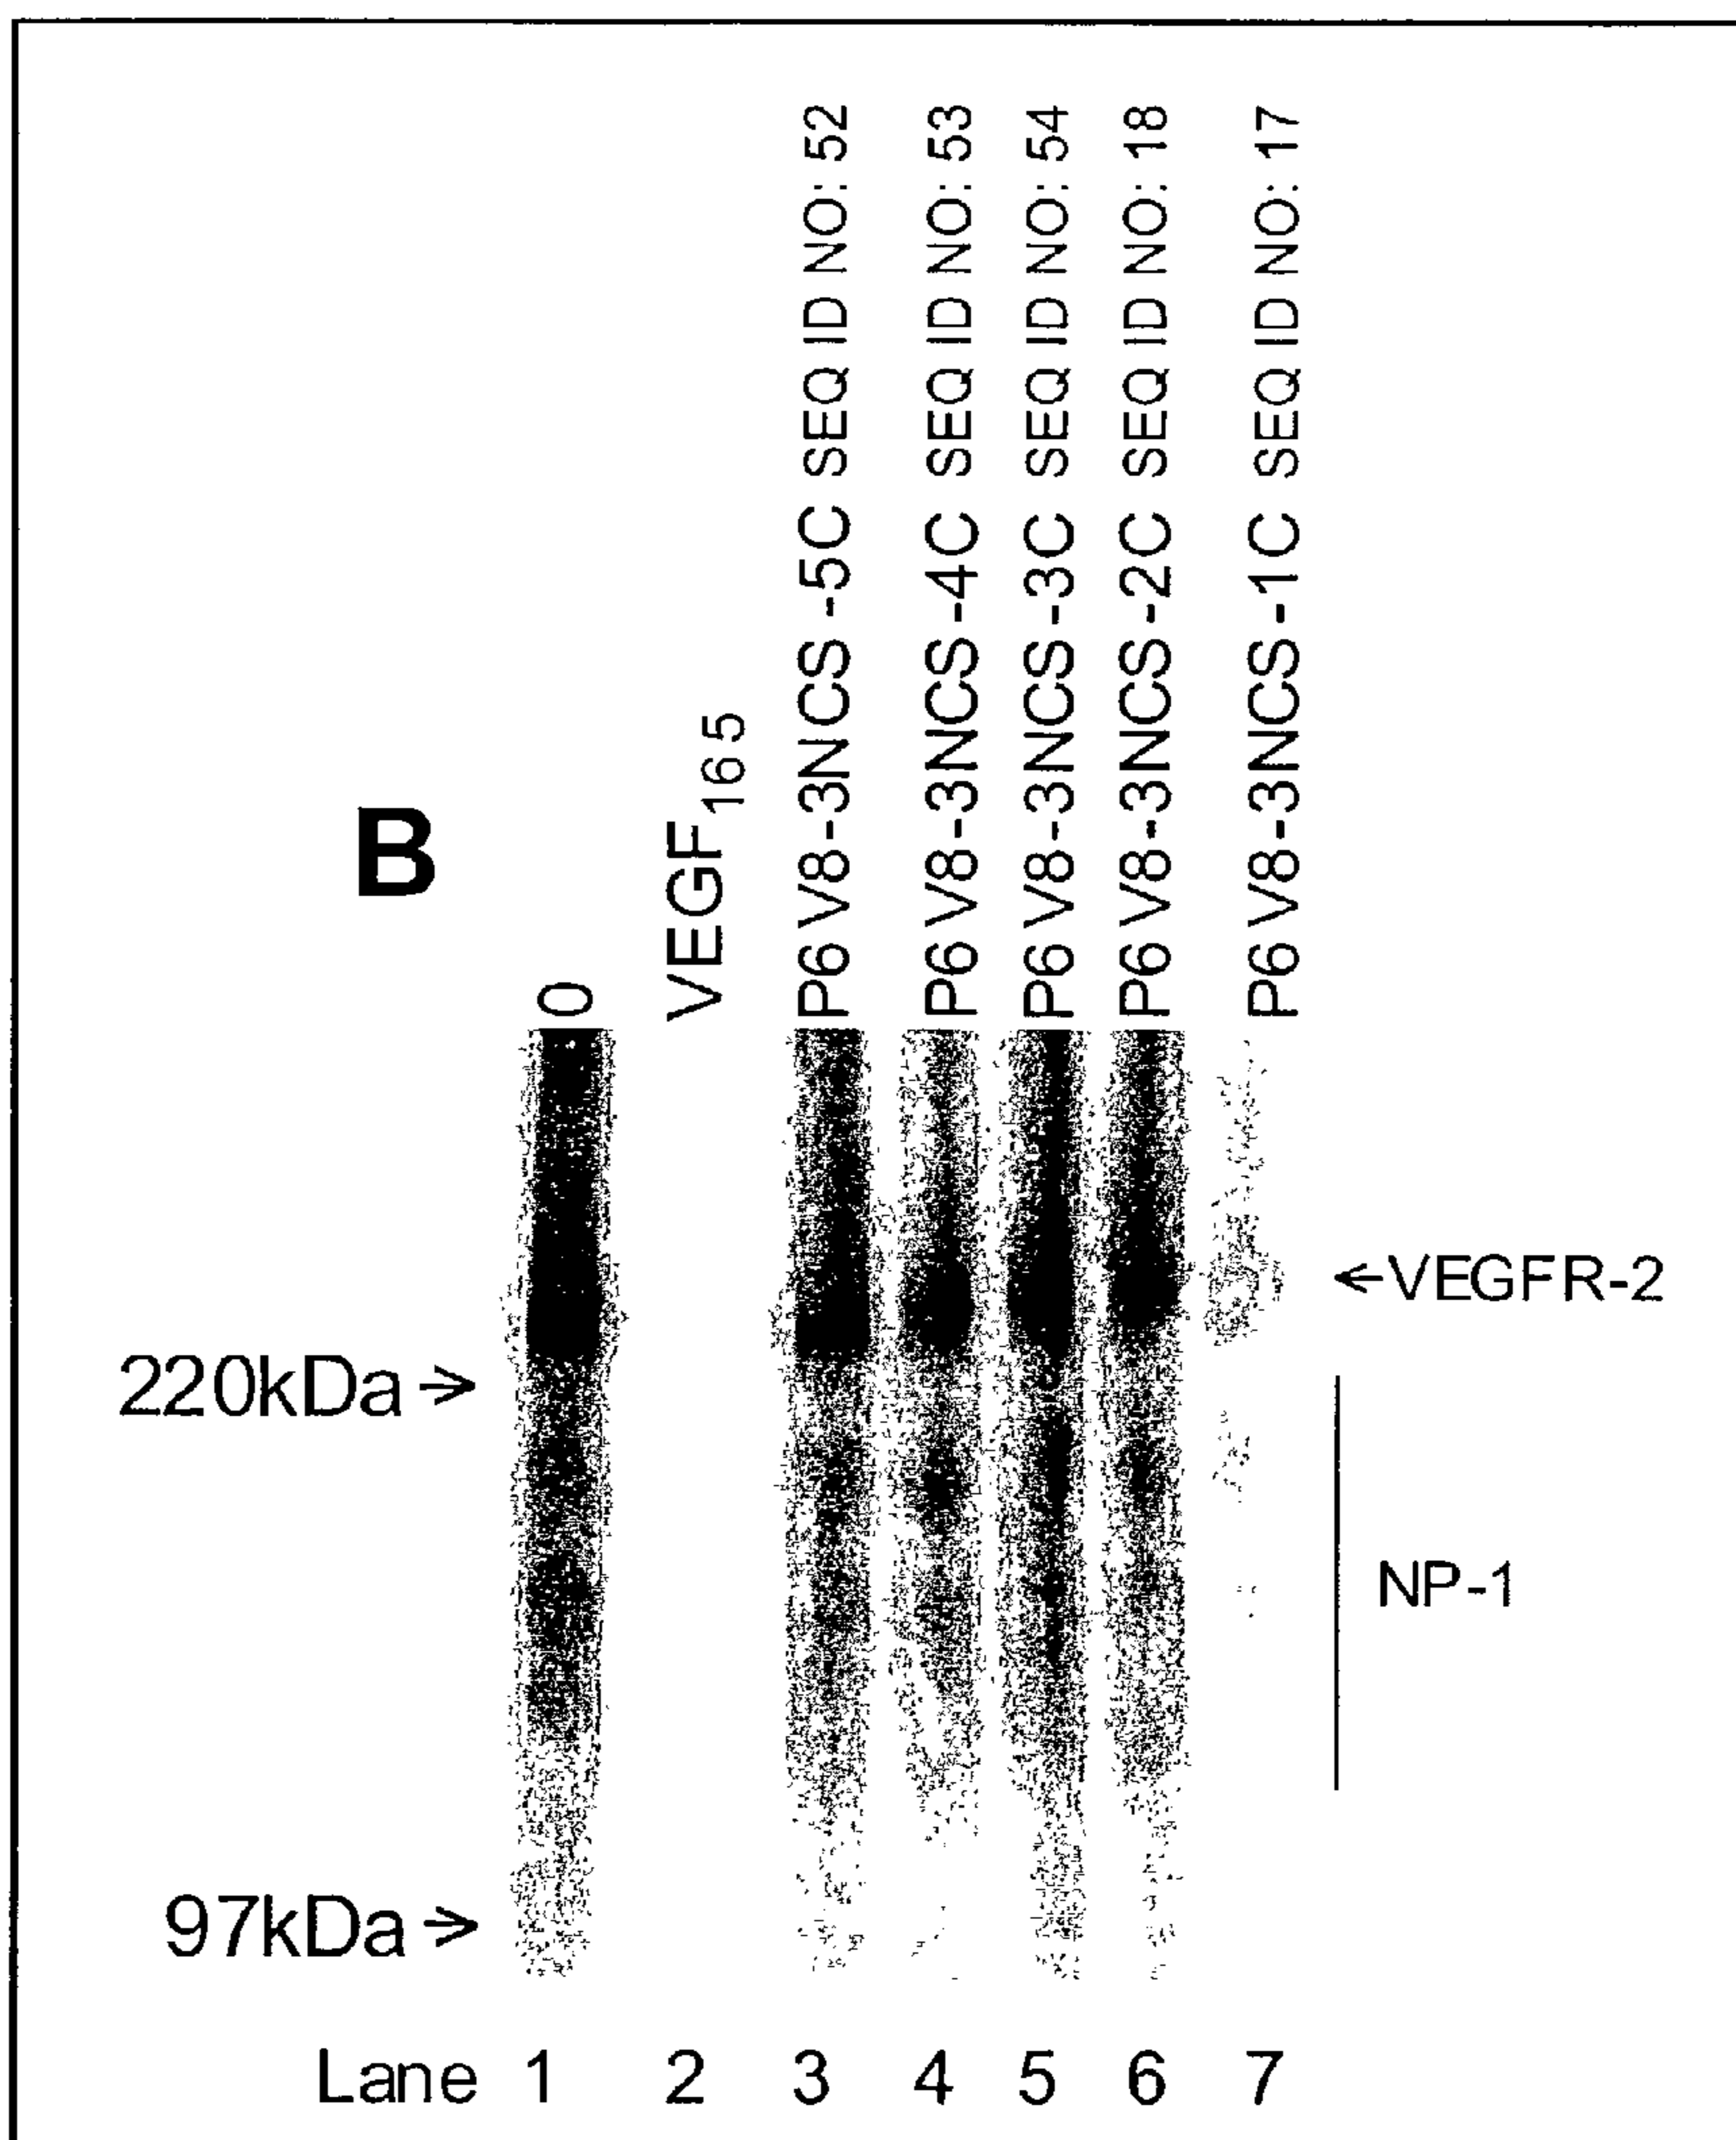 B
0
VEGF165
P6 V8-3NCS -5C SEQ ID NO: 52
P6 V8-3NCS -4C SEQ ID NO: 53
P6 V8-3NCS -3C SEQ ID NO: 54
P6 V8-3NCS -2C SEQ ID NO: 18
P6 V8-3NCS -1C SEQ ID NO: 17
←VEGFR-2
220kDa →
NP-1
97kDa →
Lane 1 2 3 4 5 6 7